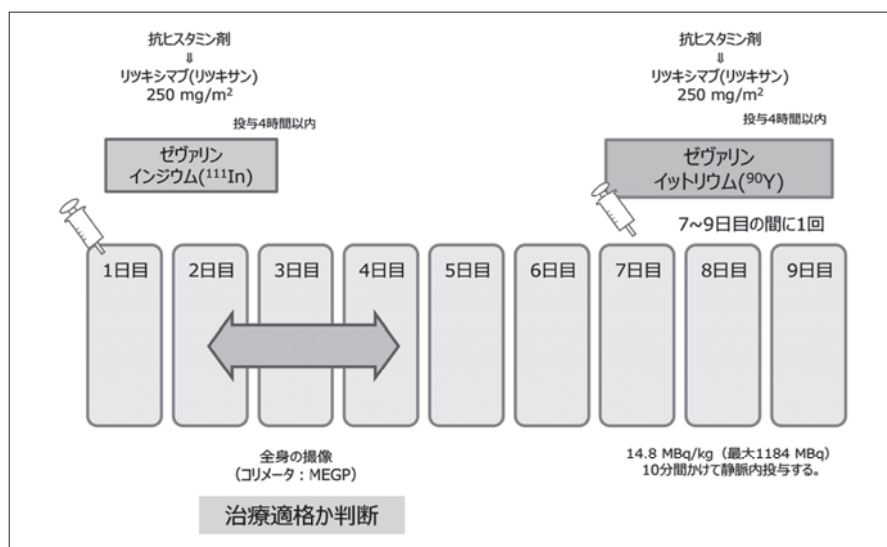 抗ヒスタミン剤
⇓
リツキシマブ(リツキサン)
250 mg/m²
投与4時間以内
ゼヴァリン
インジウム(¹¹¹In)
抗ヒスタミン剤
⇓
リツキシマブ(リツキサン)
250 mg/m²
投与4時間以内
ゼヴァリン
イットリウム(⁹⁰Y)
7~9日目の間に1回
1日目
2日目
3日目
4日目
5日目
6日目
7日目
8日目
9日目
全身の撮像
(コリメータ：MEGP)
治療適格か判断
14.8 MBq/kg（最大1184 MBq）
10分間かけて静脈内投与する。